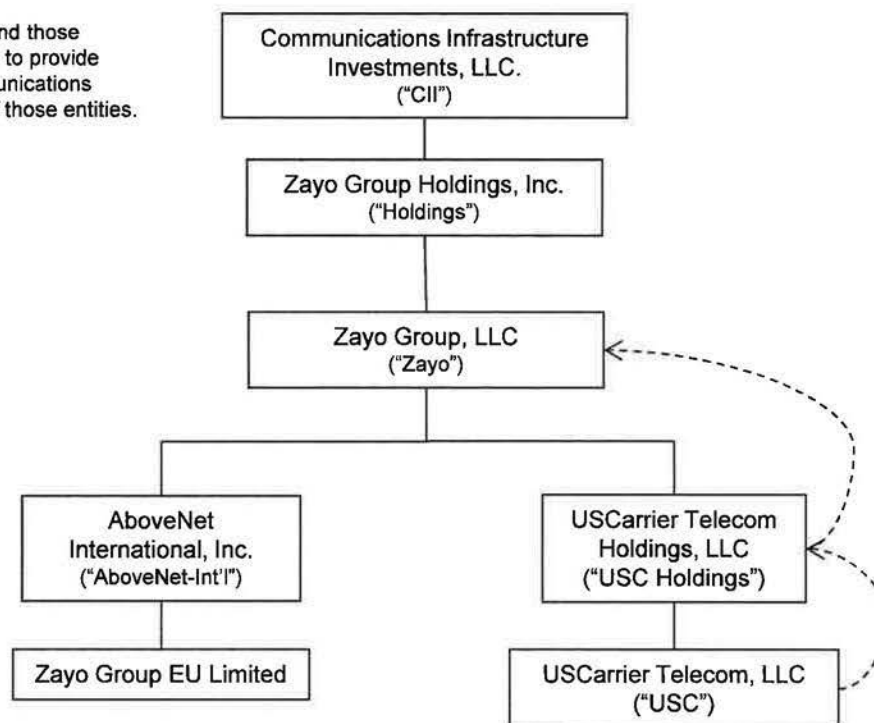 nd those
to provide
unications
those entities.
Communications Infrastructure
Investments, LLC.
(“CII”)
Zayo Group Holdings, Inc.
(“Holdings”)
Zayo Group, LLC
(“Zayo”)
AboveNet
International, Inc.
(“AboveNet-Int’l”)
USCarrier Telecom
Holdings, LLC
(“USC Holdings”)
Zayo Group EU Limited
USCarrier Telecom, LLC
(“USC”)